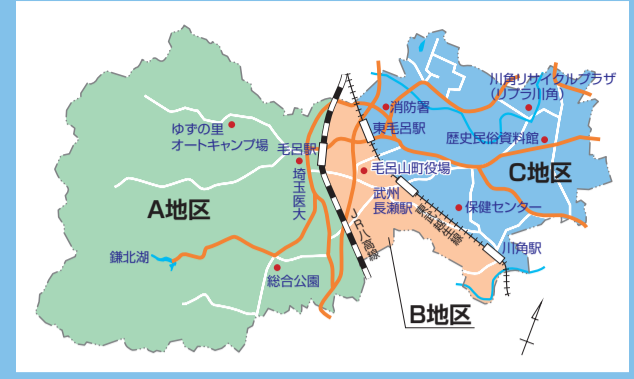 川角リサイクルプラザ
（リブラ川角）
消防署
ゆずの里
オートキャンプ場
東毛呂駅
歴史民俗資料館
毛呂駅
毛呂山町役場
C地区
埼玉医大
武州
長瀬駅
A地区
保健センター
東武越生線
JR八高線
川角駅
鎌北湖
総合公園
B地区